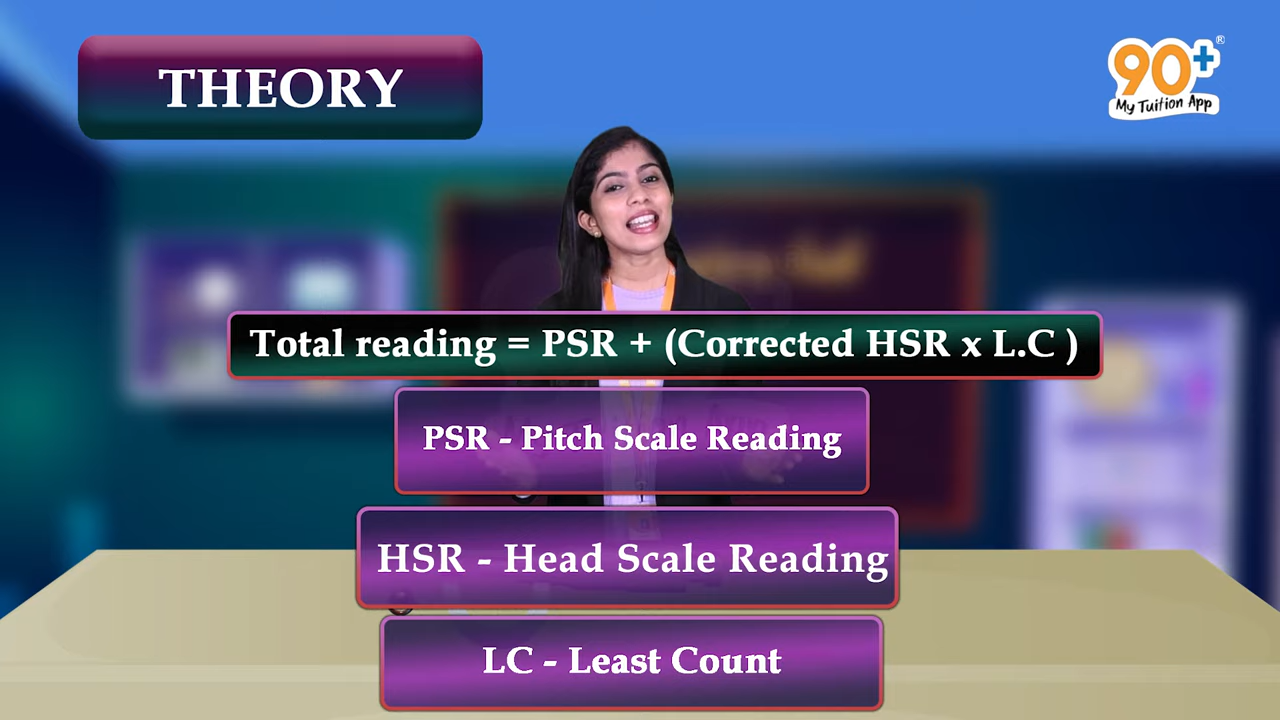 THEORY
90+
®
My Tuition App
Total reading = PSR + (Corrected HSR x L.C )
PSR - Pitch Scale Reading
HSR - Head Scale Reading
LC - Least Count